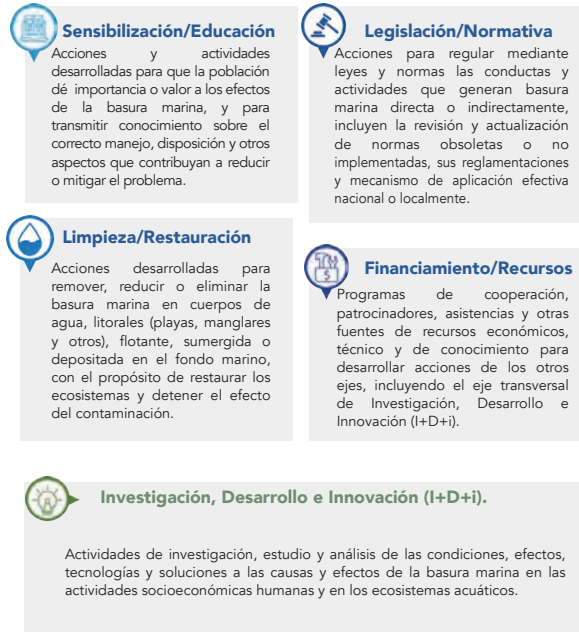 Sensibilización/Educación
Acciones y actividades
desarrolladas para que la población
dé importancia o valor a los efectos
de la basura marina, y para
transmitir conocimiento sobre el
correcto manejo, disposición y otros
aspectos que contribuyan a reducir
o mitigar el problema.
Legislación/Normativa
Acciones para regular mediante
leyes y normas las conductas y
actividades que generan basura
marina directa o indirectamente,
incluyen la revisión y actualización
de normas obsoletas o no
implementadas, sus reglamentaciones
y mecanismo de aplicación efectiva
nacional o localmente.
Limpieza/Restauración
Acciones desarrolladas para
remover, reducir o eliminar la
basura marina en cuerpos de
agua, litorales (playas, manglares
y otros), flotante, sumergida o
depositada en el fondo marino,
con el propósito de restaurar los
ecosistemas y detener el efecto
del contaminación.
Financiamiento/Recursos
Programas de cooperación,
patrocinadores, asistencias y otras
fuentes de recursos económicos,
técnico y de conocimiento para
desarrollar acciones de los otros
ejes, incluyendo el eje transversal
de Investigación, Desarrollo e
Innovación (I+D+i).
Investigación, Desarrollo e Innovación (I+D+i).
Actividades de investigación, estudio y análisis de las condiciones, efectos,
tecnologías y soluciones a las causas y efectos de la basura marina en las
actividades socioeconómicas humanas y en los ecosistemas acuáticos.